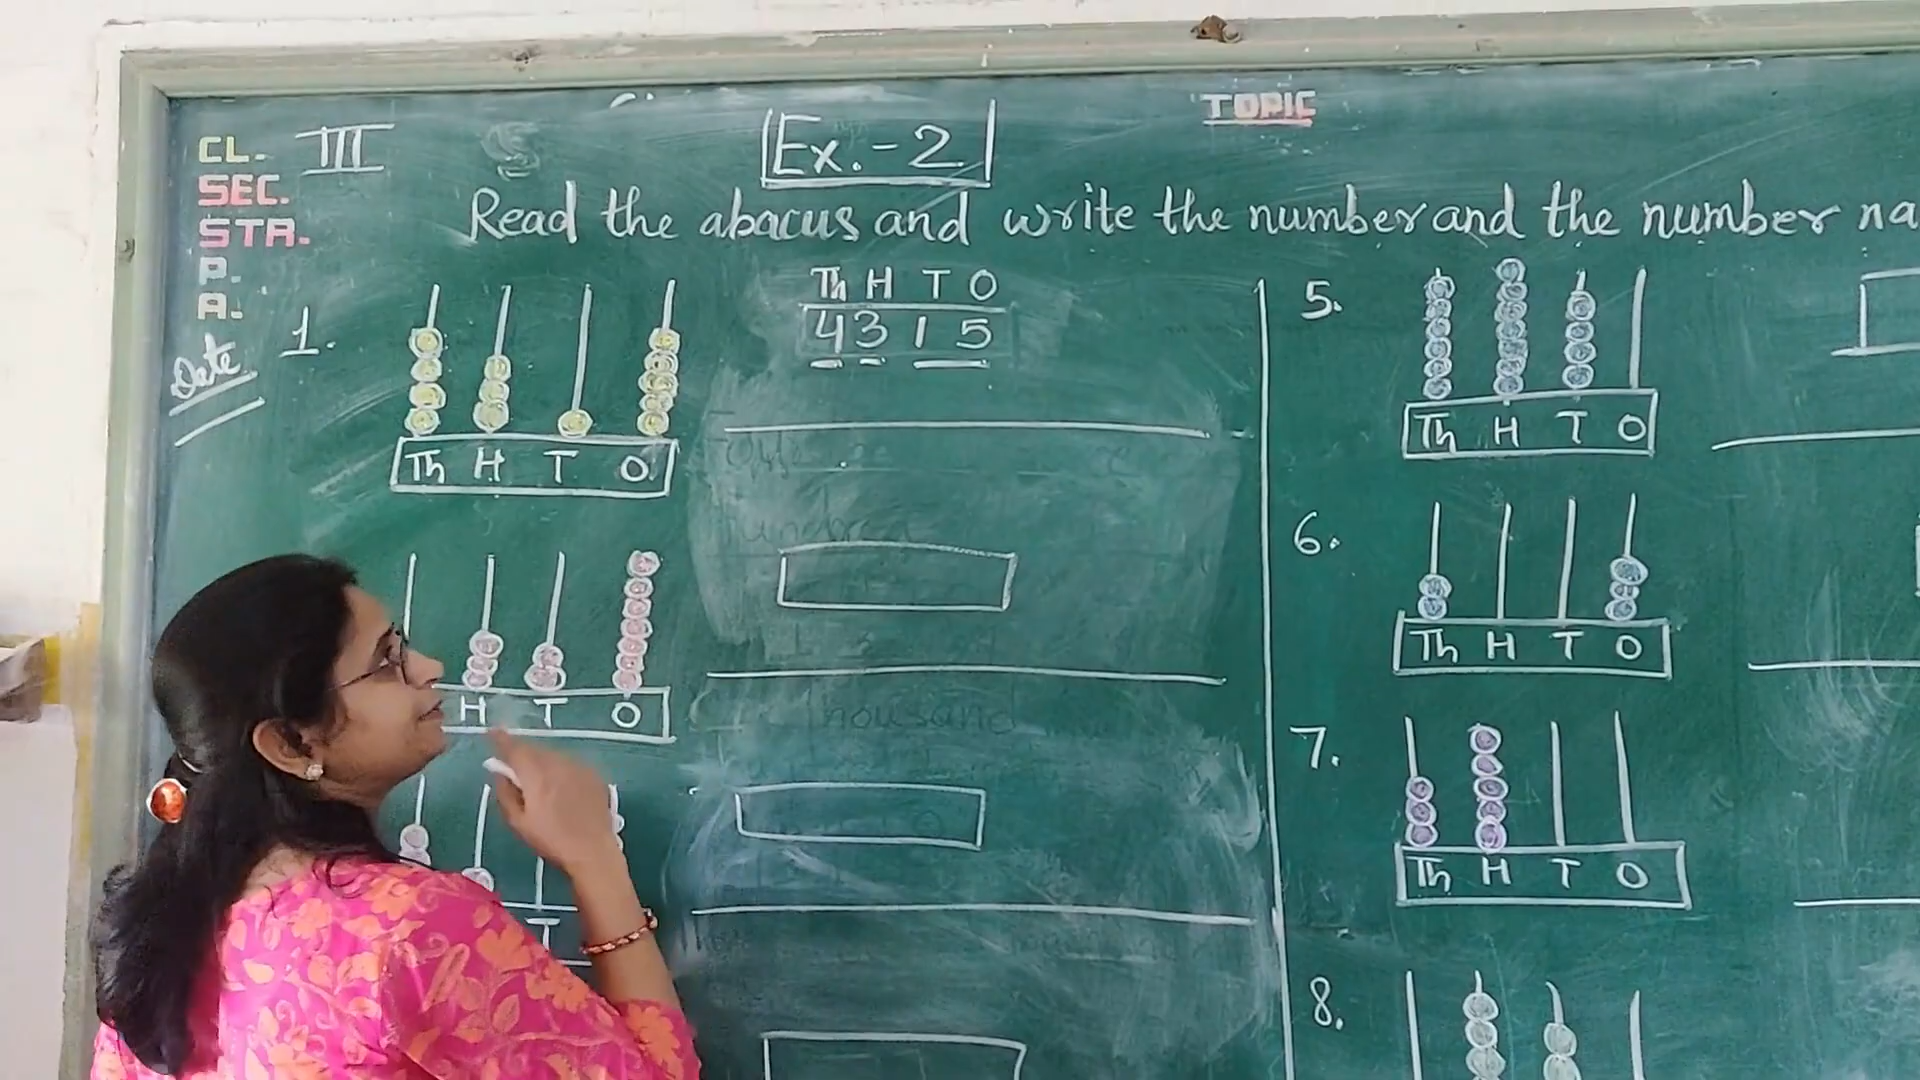 TOPIC
CL. III
Ex.-2
SEC.
STR.
P.
A.
Date
Read the abacus and write the number and the number na
1.
Th H T O
4 3 1 5
Th H T O
H T O
T
5.
Th H T O
6.
Th H T O
7.
Th H T O
8.